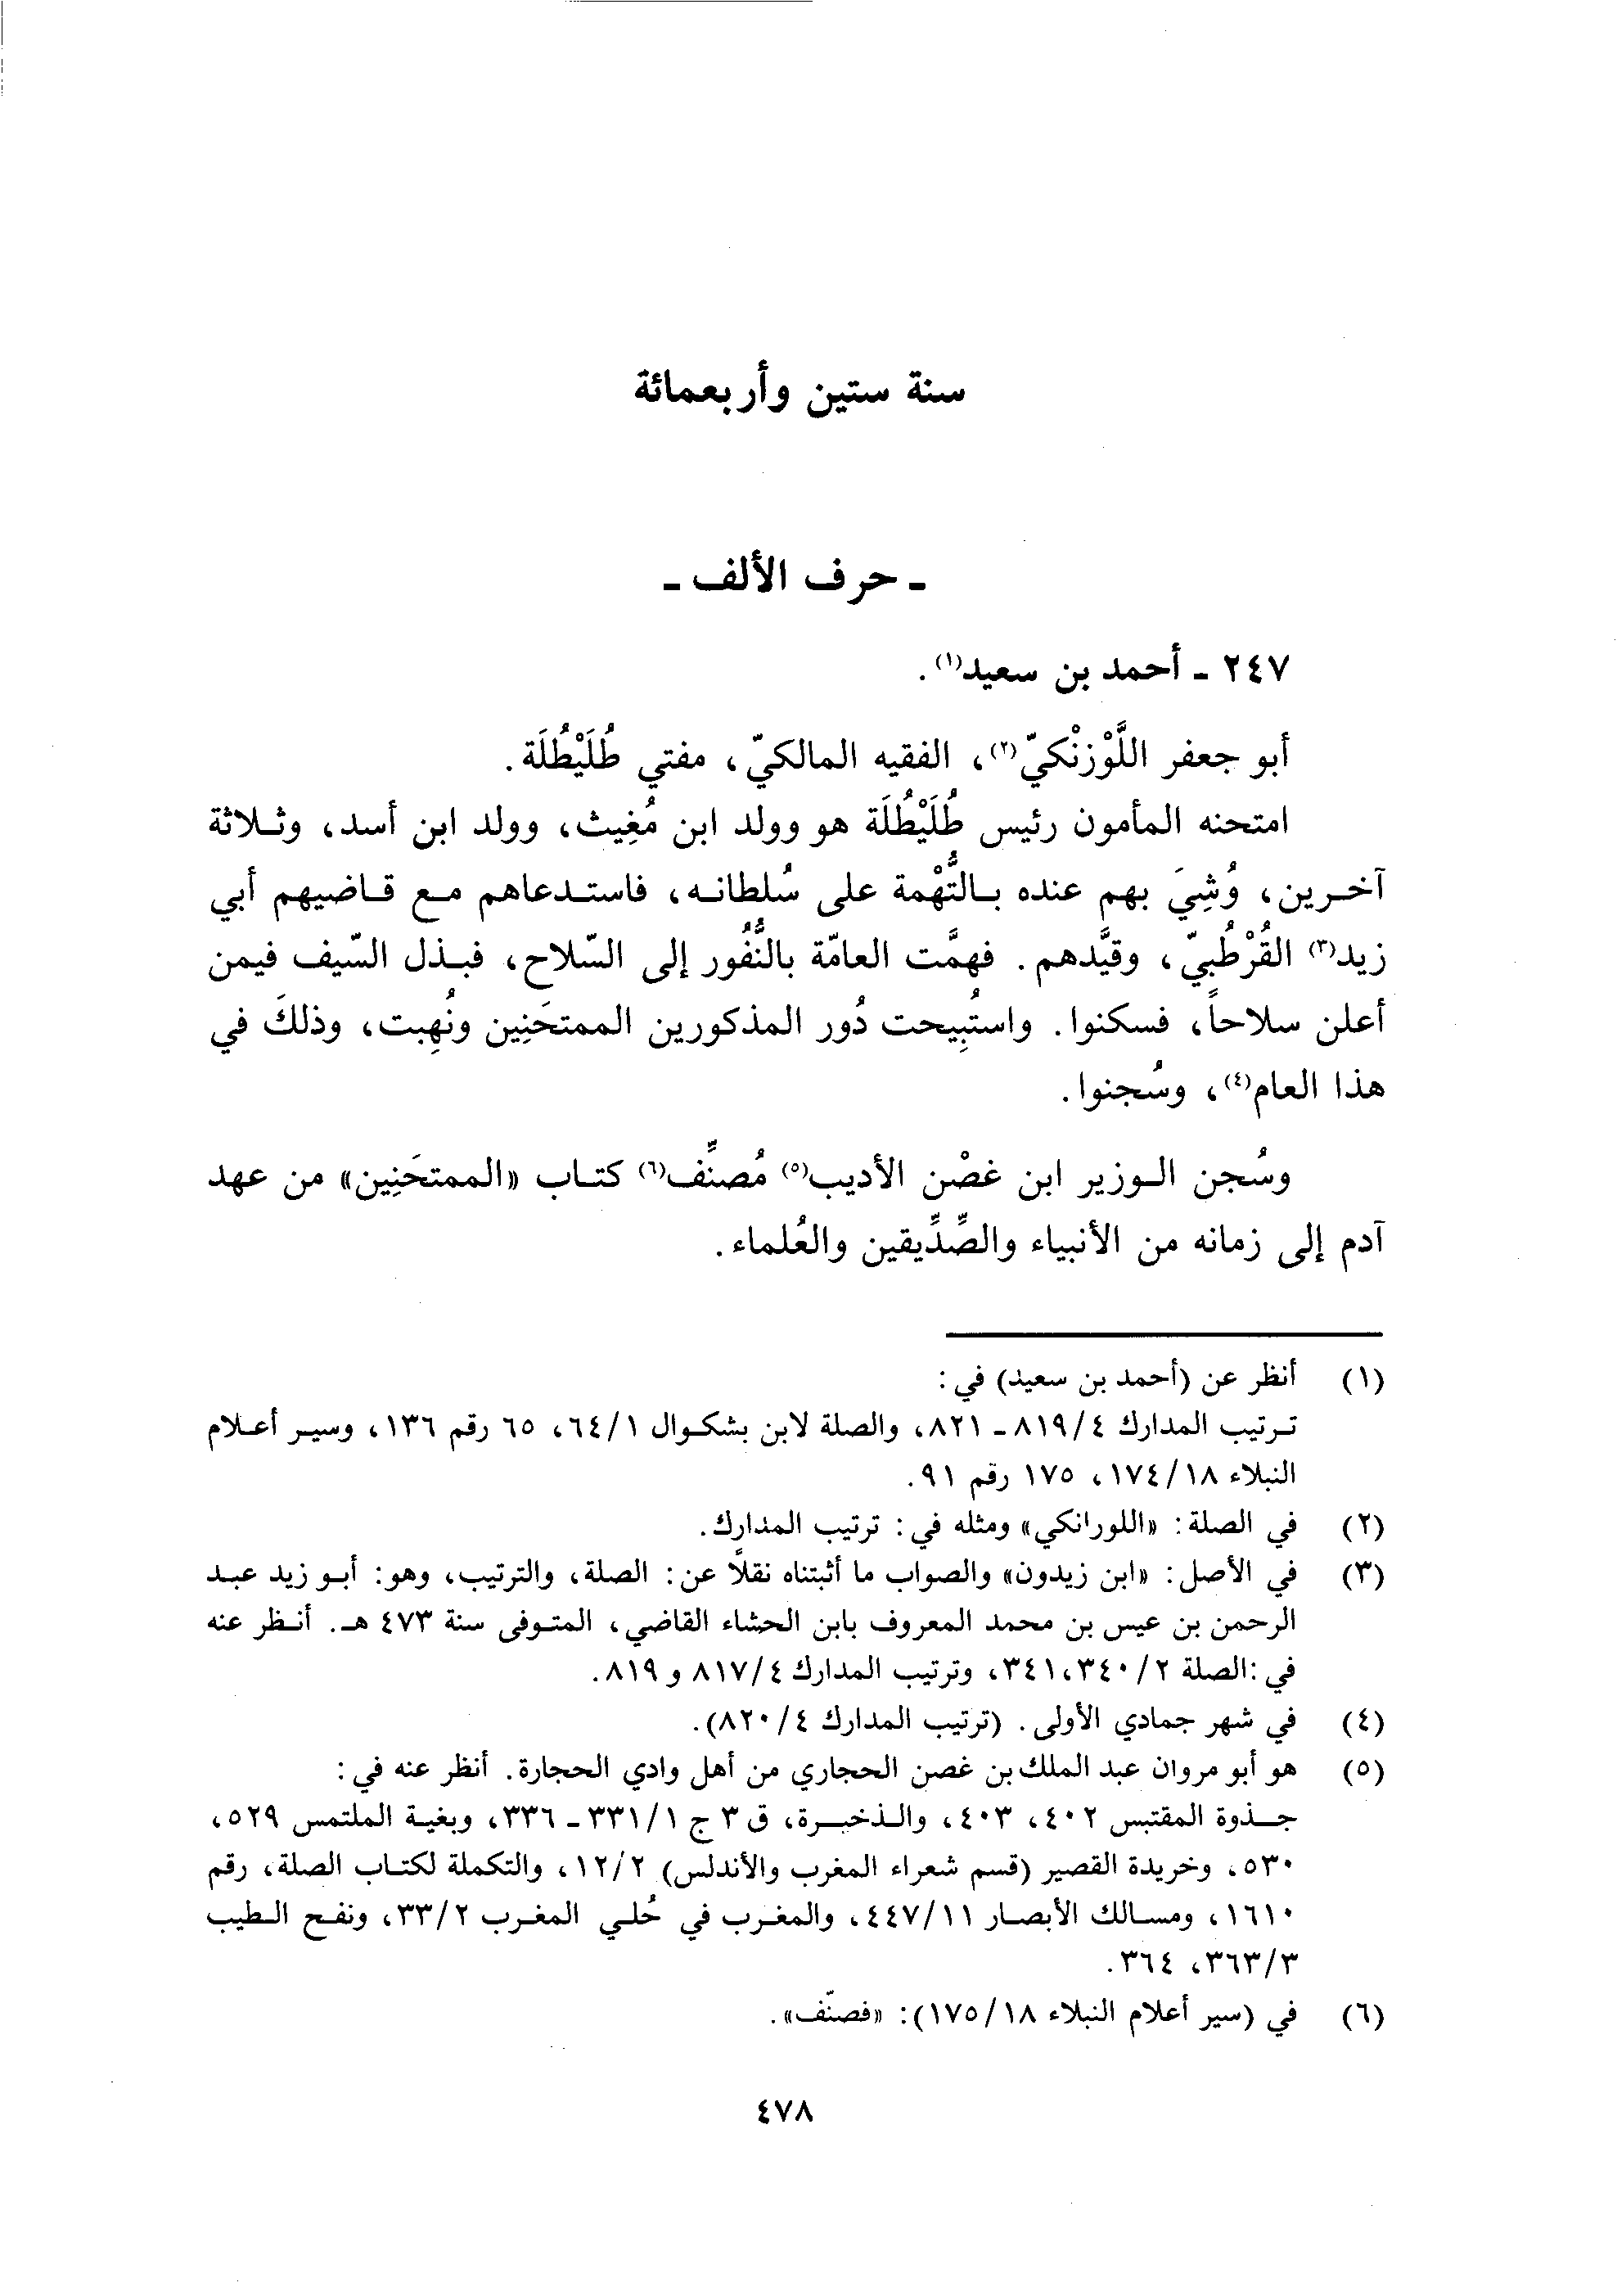 سنة ستين وأربعمائة
ـ حرف الألف ـ
٢٤٧ ـ أحمد بن سعيد(١).
أبو جعفر اللَّوْزنْكيّ(٢)، الفقيه المالكيّ، مفتي طُلَيْطُلَة.
امتحنه المأمون رئيس طُلَيْطُلَة هو وولد ابن مُغِيث، وولد ابن أسد، وثلاثة
آخرين، وُشِيَ بهم عنده بالتُّهْمة على سُلطانه، فاستدعاهم مع قاضيهم أبي
زيد(٣) القُرْطُبيّ، وقيَّدهم. فهمَّت العامّة بالنُّفُور إلى السّلاح، فبذل السّيف فيمن
أعلن سلاحاً، فسكنوا. واستُبِيحت دُور المذكورين الممتحَنِين ونُهِبت، وذلكَ في
هذا العام(٤)، وسُجنوا.
وسُجن الوزير ابن غصْن الأديب(٥) مُصنِّف(٦) كتاب «الممتحَنِين» من عهد
آدم إلى زمانه من الأنبياء والصِّدِّيقين والعُلماء.
(١) أنظر عن (أحمد بن سعيد) في:
ترتيب المدارك ٤/ ٨١٩ ـ ٨٢١، والصلة لابن بشكوال ١/ ٦٤، ٦٥ رقم ١٣٦، وسير أعلام
النبلاء ١٨/ ١٧٤، ١٧٥ رقم ٩١.
(٢) في الصلة: «اللورانكي» ومثله في: ترتيب المدارك.
(٣) في الأصل: «ابن زيدون» والصواب ما أثبتناه نقلاً عن: الصلة، والترتيب، وهو: أبو زيد عبد
الرحمن بن عيس بن محمد المعروف بابن الحشاء القاضي، المتوفى سنة ٤٧٣ هـ. أنظر عنه
في: الصلة ٢/ ٣٤٠، ٣٤١، وترتيب المدارك ٤/ ٨١٧ و ٨١٩.
(٤) في شهر جمادي الأولى. (ترتيب المدارك ٤/ ٨٢٠).
(٥) هو أبو مروان عبد الملك بن غصن الحجاري من أهل وادي الحجارة. أنظر عنه في:
جذوة المقتبس ٤٠٢، ٤٠٣، والذخيرة، ق ٣ ج ١/ ٣٣١ ـ ٣٣٦، وبغية الملتمس ٥٢٩،
٥٣٠، وخريدة القصير (قسم شعراء المغرب والأندلس) ٢/ ١٢، والتكملة لكتاب الصلة، رقم
١٦١٠، ومسالك الأبصار ١١/ ٤٤٧، والمغرب في حُلي المغرب ٢/ ٣٣، ونفح الطيب
٣/ ٣٦٣، ٣٦٤.
(٦) في (سير أعلام النبلاء ١٨/ ١٧٥): «فصنّف».
٤٧٨